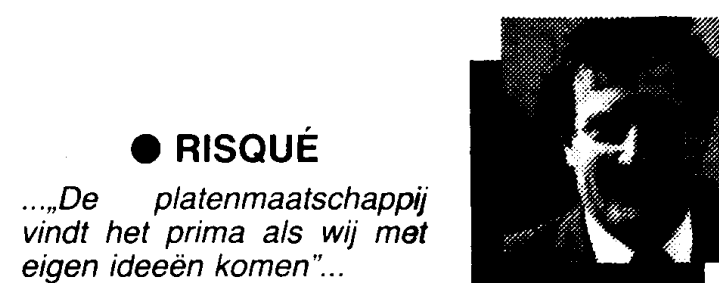 ● RISQUÉ
...„De platenmaatschappij
vindt het prima als wij met
eigen ideeën komen”...